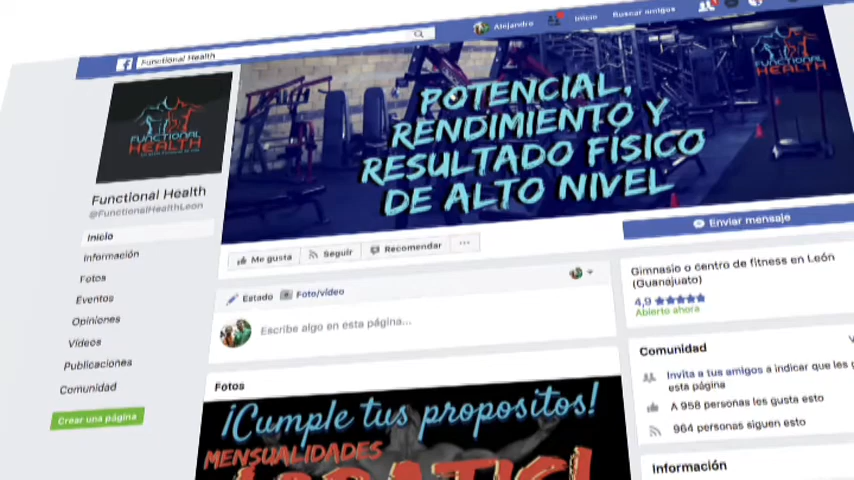 Functional Health
Alejandro
Inicio
Buscar amigos
FUNCTIONAL
HEALTH
FUNCTIONAL
HEALTH
POTENCIAL,
RENDIMIENTO Y
RESULTADO FÍSICO
DE ALTO NIVEL
Functional Health
@FunctionalHealthLeon
Inicio
Información
Fotos
Eventos
Opiniones
Vídeos
Publicaciones
Comunidad
Crear una página
Me gusta
Seguir
Recomendar
...
Enviar mensaje
Estado
Foto/vídeo
Escribe algo en esta página...
Fotos
¡Cumple tus propositos!
MENSUALIDADES
Gimnasio o centro de fitness en León
(Guanajuato)
4,9
Abierto ahora
Comunidad
Invita a tus amigos a indicar que les
esta página
A 958 personas les gusta esto
964 personas siguen esto
Información